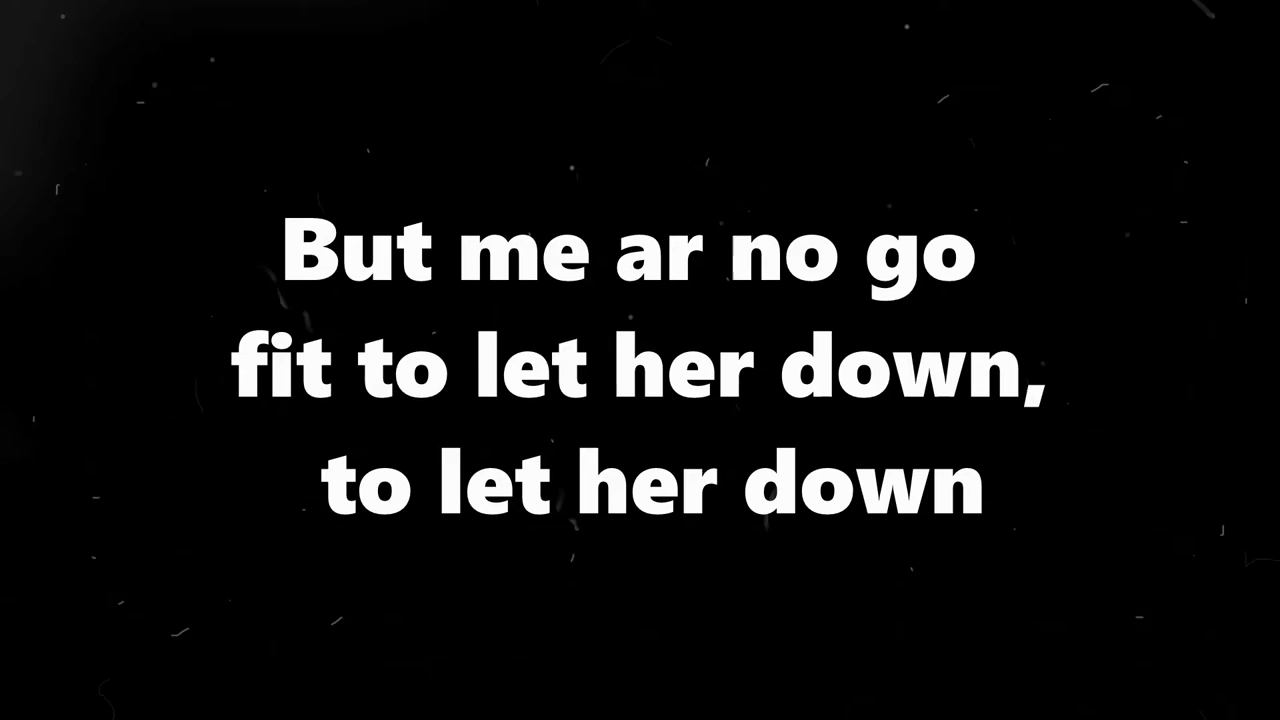 But me ar no go
fit to let her down,
to let her down